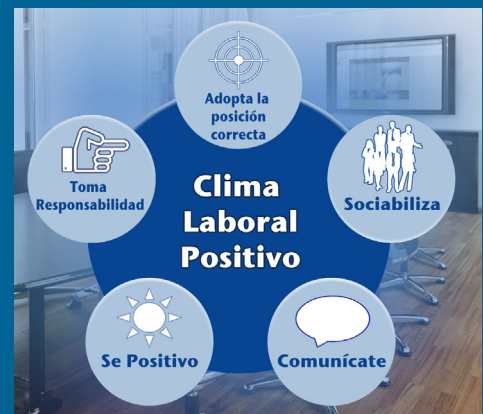 Adopta la
posición
correcta
Toma
Responsabilidad
Clima
Laboral
Positivo
Sociabiliza
Se Positivo
Comunícate